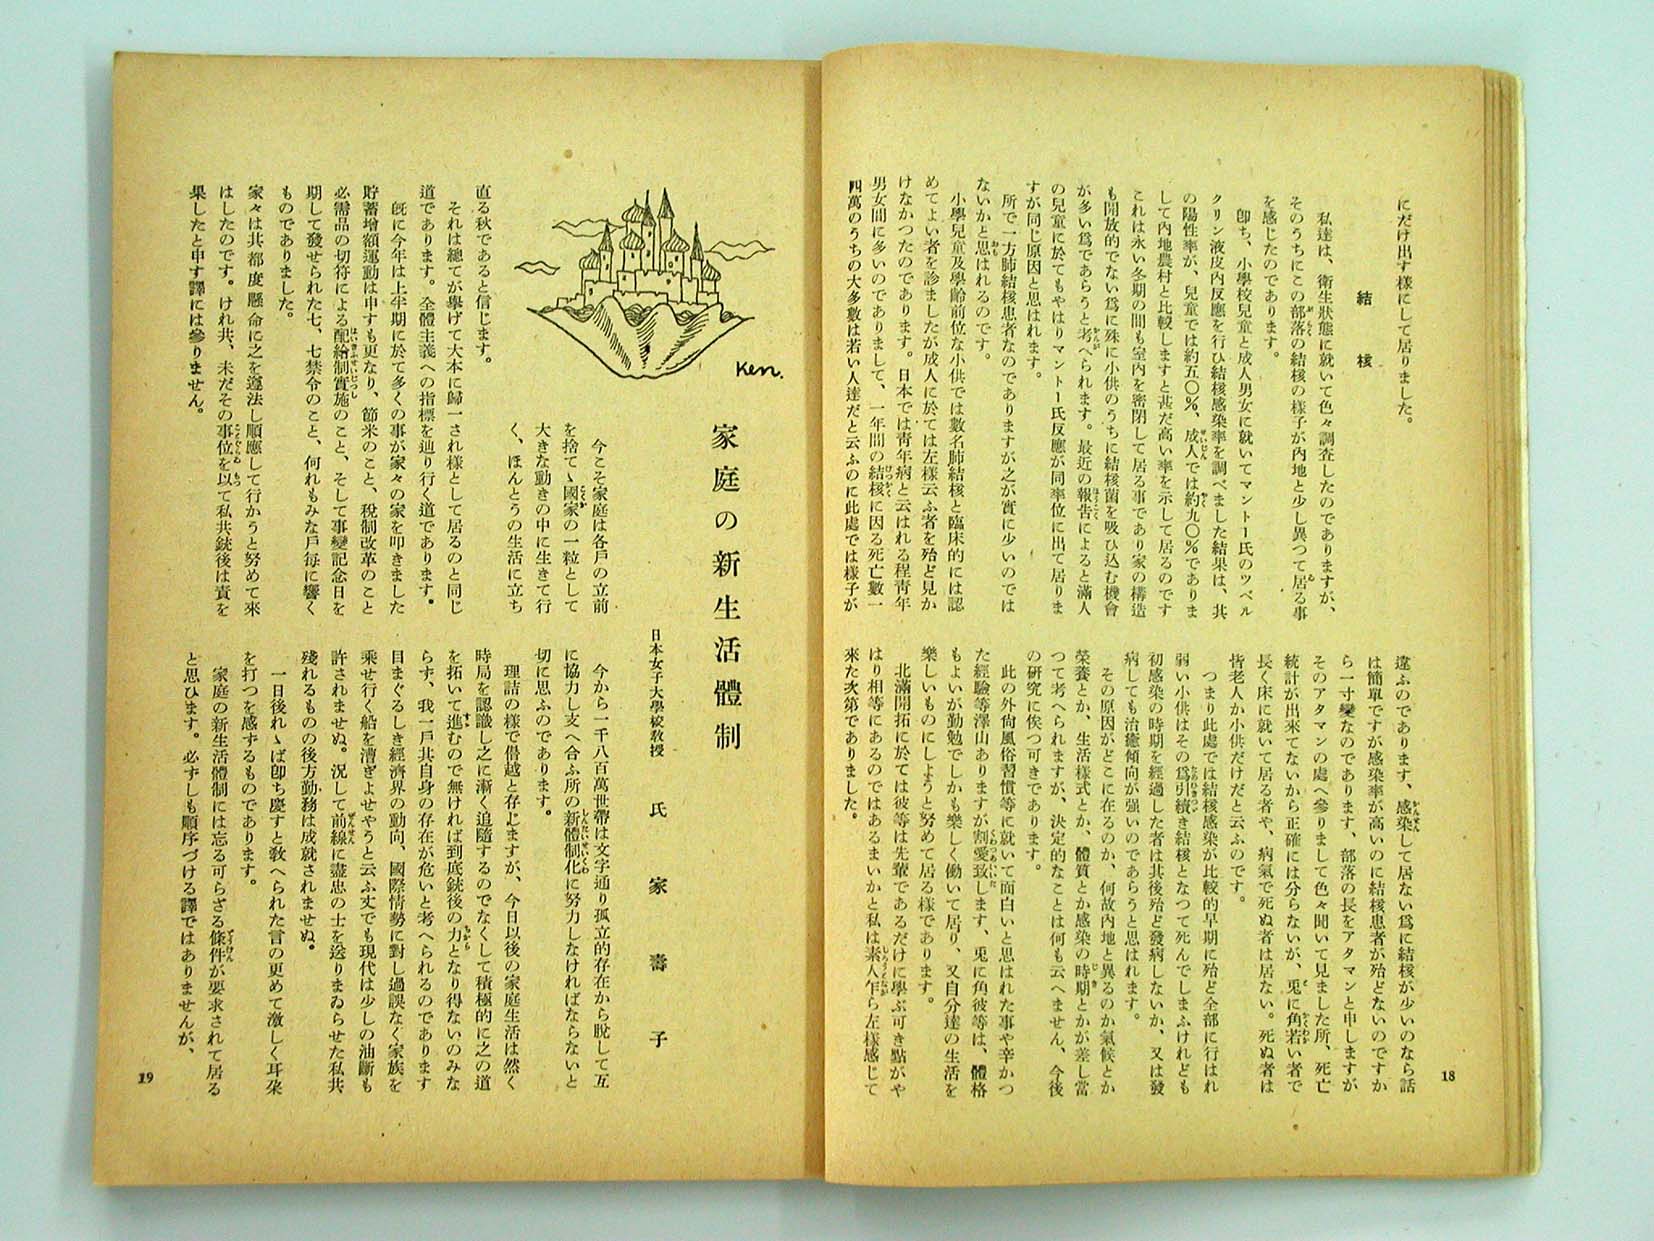 にだけ出す樣にして居りました。
結核
私達は、衞生狀態に就いて色々調査したのでありますが、
そのうちにこの部落の結核の樣子が內地と少し異つて居る事
を感じたのであります。
卽ち、小學校兒童と成人男女に就いてマントー氏のツベル
クリン液皮內反應を行ひ結核感染率を調べました結果は、其
の陽性率が、兒童では約五〇%、成人では約九〇%でありま
して內地農村と比較しますと甚だ高い率を示して居るのです
これは永い冬期の間も室內を密閉して居る事であり家の構造
も開放的でない爲に殊に小供のうちに結核菌を吸ひ込む機會
が多い爲であらうと考へられます。最近の報告によると滿人
の兒童に於てもやはりマントー氏反應が同率位に出て居りま
すが同じ原因と思はれます。
所で一方肺結核患者なのでありますが之が實に少いのでは
ないかと思はれるのです。
小學兒童及學齡前位な小供では數名肺結核と臨床的には認
めてよい者を診ましたが成人に於ては左樣云ふ者を殆ど見か
けなかつたのであります。日本では靑年病と云はれる程靑年
男女間に多いのでありまして、一年間の結核に因る死亡數一
四萬のうちの大多數は若い人達だと云ふのに此處では樣子が
違ふのであります、感染して居ない爲に結核が少いのなら話
は簡單ですが感染率が高いのに結核患者が殆どないのですか
ら一寸變なのであります、部落の長をアタマンと申しますが
そのアタマンの處へ參りまして色々聞いて見ました所、死亡
統計が出來てないから正確には分らないが、兎に角若い者で
長く床に就いて居る者や、病氣で死ぬ者は居ない。死ぬ者は
皆老人か小供だけだと云ふのです。
つまり此處では結核感染が比較的早期に殆ど全部に行はれ
弱い小供はその爲引續き結核となつて死んでしまふけれども
初感染の時期を經過した者は其後殆ど發病しないか、又は發
病しても治癒傾向が强いのであらうと思はれます。
その原因がどこに在るのか、何故內地と異るのか氣候とか
榮養とか、生活樣式とか、體質とか感染の時期とかが差し當
つて考へられますが、決定的なことは何も云へません、今後
の硏究に俟つ可きであります。
此の外尙風俗習慣等に就いて面白いと思はれた事や辛かつ
た經驗等澤山ありますが割愛致します、兎に角彼等は、體格
もよいが勤勉でしかも樂しく働いて居り、又自分達の生活を
樂しいものにしようと努めて居る樣であります。
北滿開拓に於ては彼等は先輩であるだけに學ぶ可き點がや
はり相等にあるのではあるまいかと私は素人乍ら左樣感じて
來た次第でありました。
18
Ken.
家庭の新生活體制
日本女子大學校敎授 氏家壽子
今こそ家庭は各戶の立前
を捨てゝ國家の一粒として
大きな動きの中に生きて行
く、ほんとうの生活に立ち
直る秋であると信じます。
それは總てが擧げて大本に歸一され樣として居るのと同じ
道であります。全體主義への指標を辿り行く道であります。
旣に今年は上半期に於て多くの事が家々の家を叩きました
貯蓄增額運動は申すも更なり、節米のこと、稅制改革のこと
必需品の切符による配給制實施のこと、そして事變記念日を
期して發せられた七、七禁令のこと、何れもみな戶每に響く
ものでありました。
家々は共都度懸命に之を遵法し順應して行かうと努めて來
はしたのです。けれ共、未だその事位を以て私共銃後は責を
果したと申す譯には參りません。
今から一千八百萬世帶は文字通り孤立的存在から脫して互
に協力し支へ合ふ所の新體制化に努力しなければならないと
切に思ふのであります。
理詰の樣で僣越と存じますが、今日以後の家庭生活は然く
時局を認識し之に漸く追隨するのでなくして積極的に之の道
を拓いて進むので無ければ到底銃後の力となり得ないのみな
らず、我一戶共自身の存在が危いと考へられるのであります
目まぐるしき經濟界の動向、國際情勢に對し過誤なく家族を
乘せ行く船を漕ぎよせやうと云ふ丈でも現代は少しの油斷も
許されませぬ。況して前線に盡忠の士を送りまゐらせた私共
殘れるものの後方勤務は成就されませぬ。
一日後れゝば卽ち慶すと敎へられた言の更めて激しく耳朶
を打つを感ずるものであります。
家庭の新生活體制には忘る可らざる條件が要求されて居る
と思ひます。必ずしも順序づける譯ではありませんが、
19